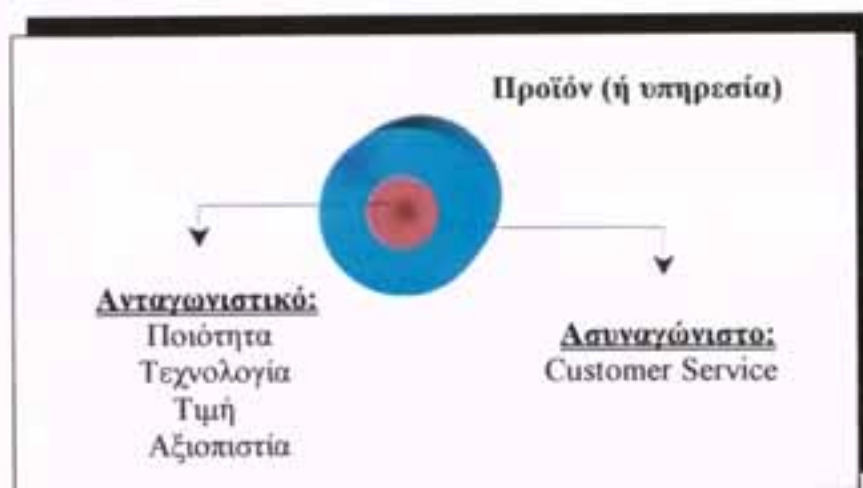 Προϊόν (ή υπηρεσία)
Ανταγωνιστικό:
Ποιότητα
Τεχνολογία
Τιμή
Αξιοπιστία
Ασυναγώνιστο:
Customer Service